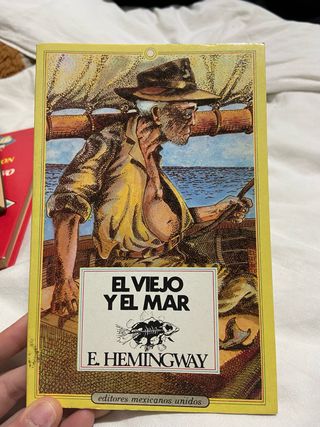 EL VIEJO
Y EL MAR
E. HEMINGWAY
editores mexicanos unidos